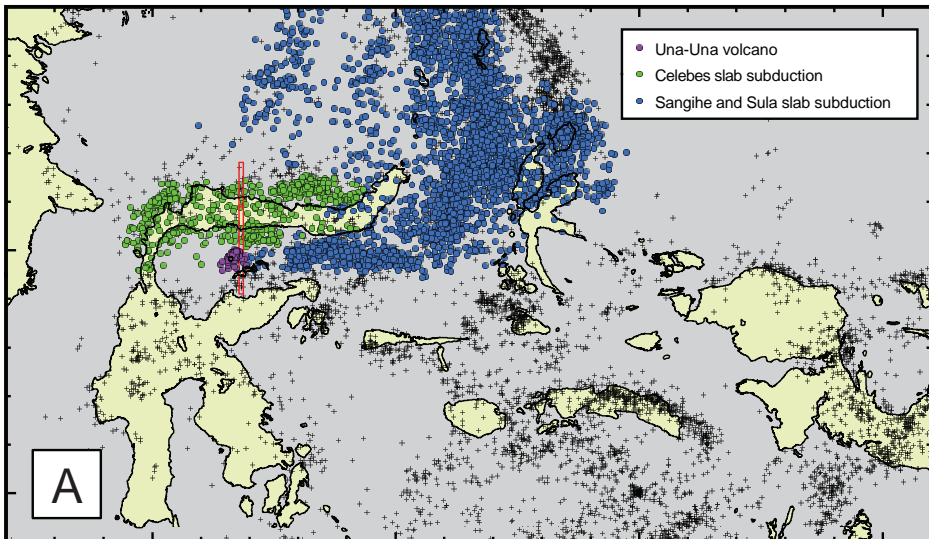 Una-Una volcano
Celebes slab subduction
Sangihe and Sula slab subduction
A